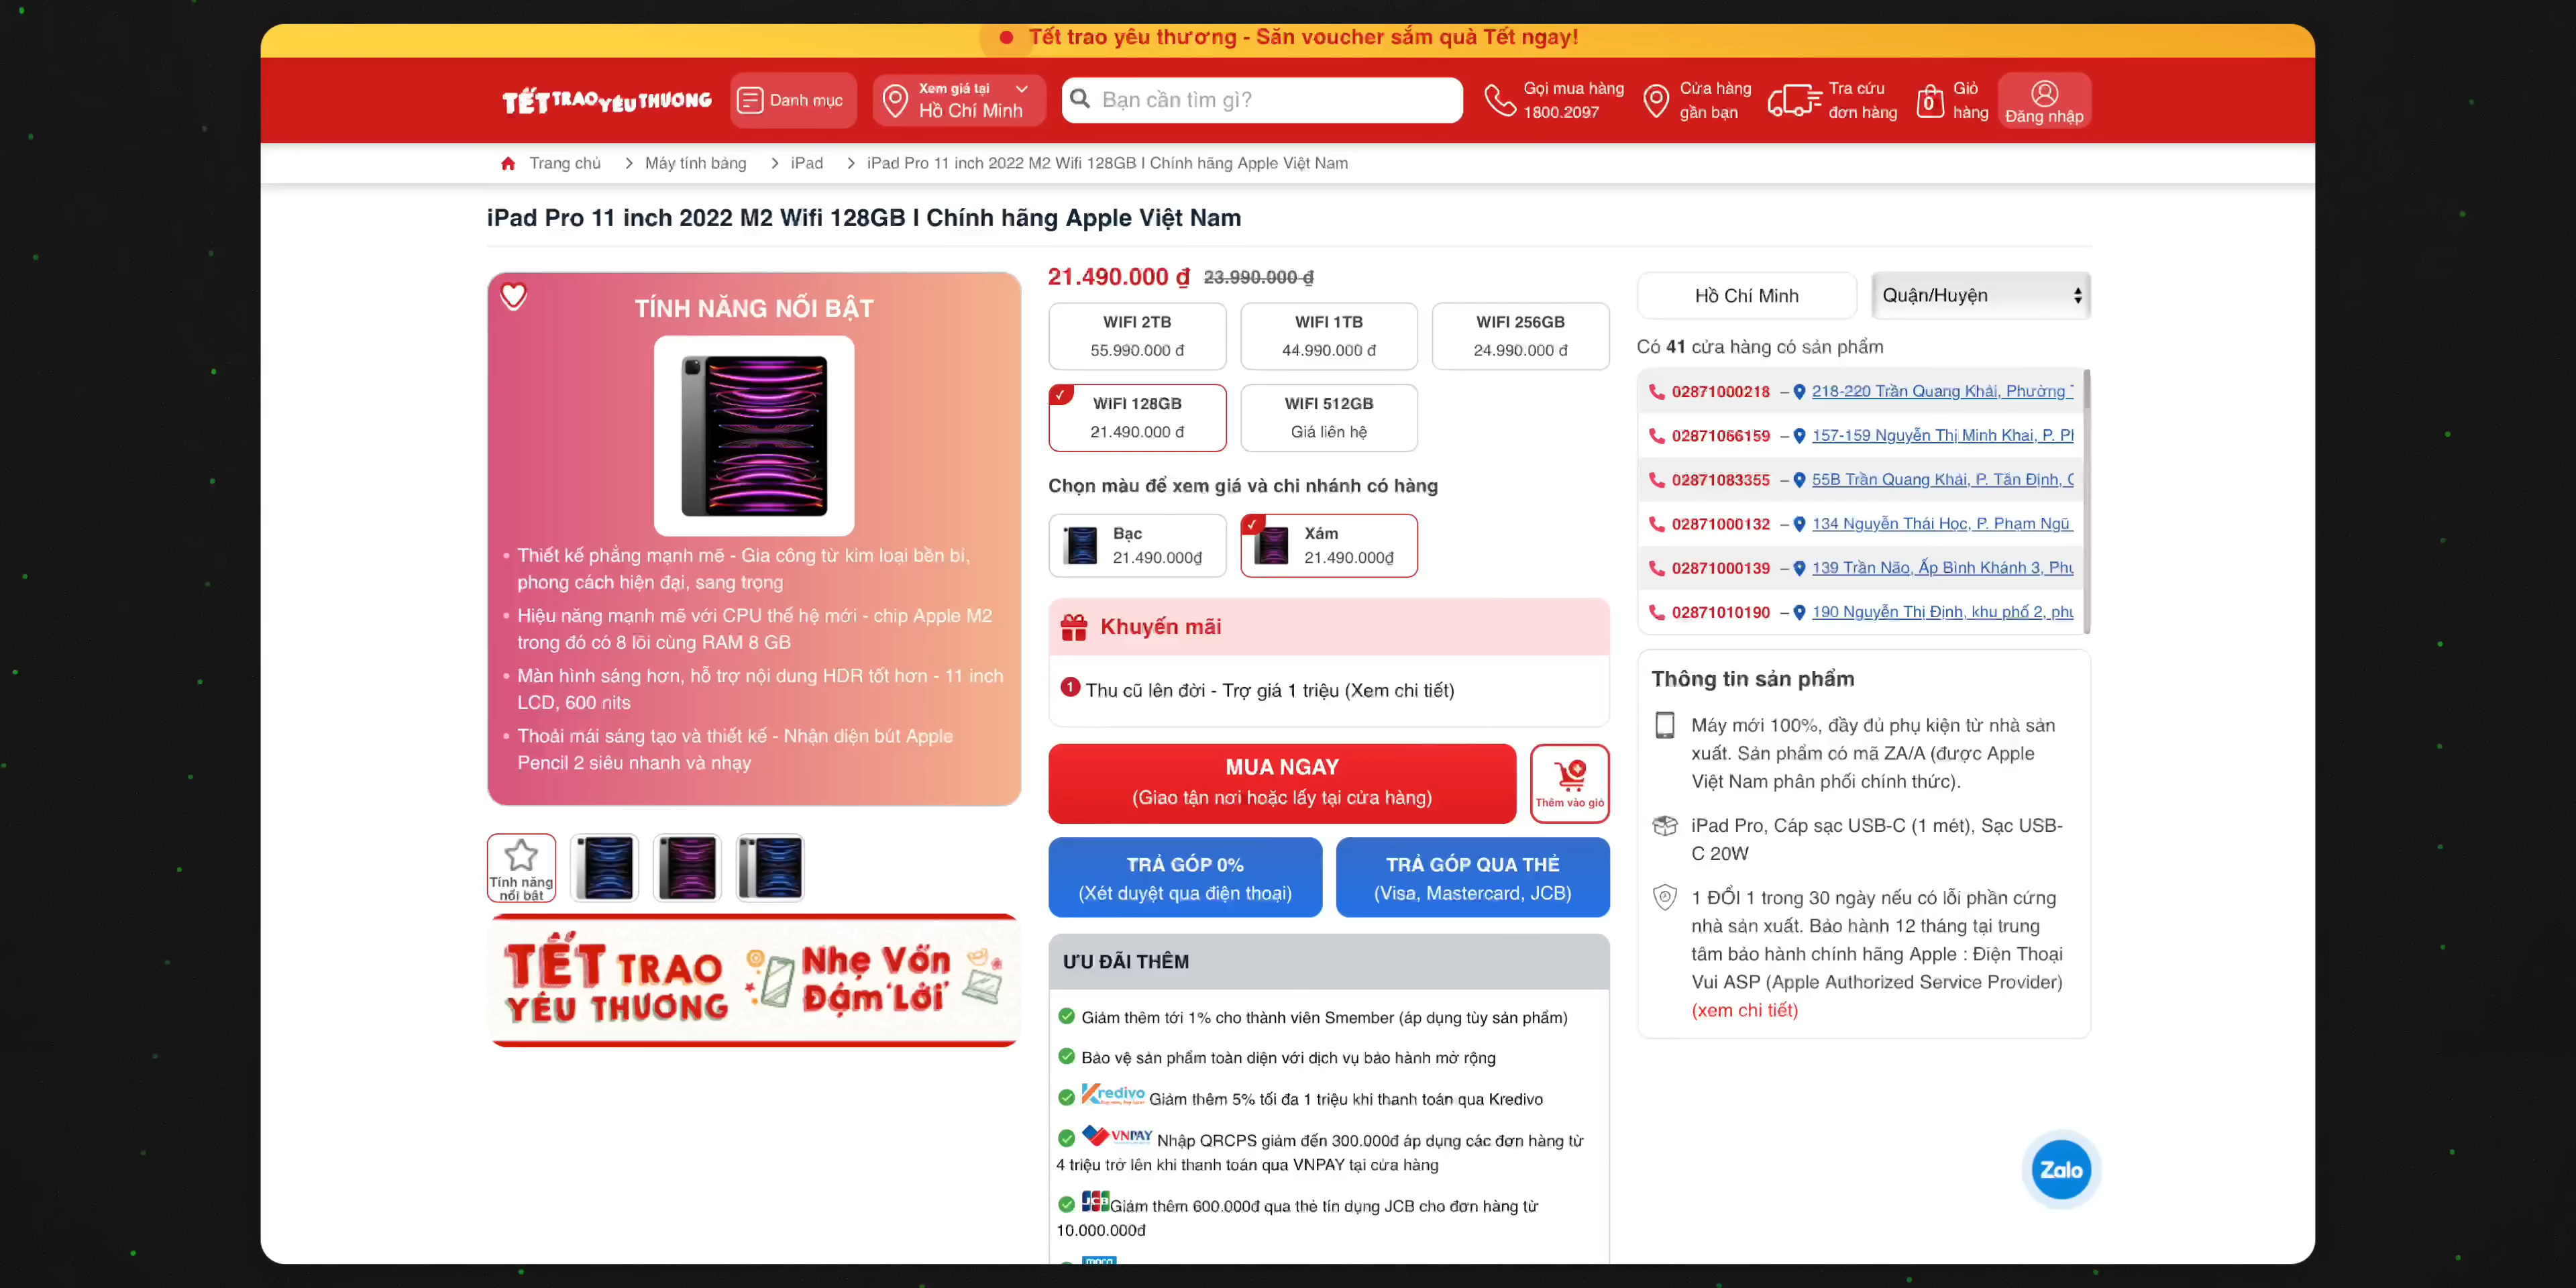 Tết trao yêu thương - Săn voucher sắm quà Tết ngay!
TẾT TRAO YÊU THƯƠNG
Danh mục
Xem giá tại
Hồ Chí Minh
Bạn cần tìm gì?
Gọi mua hàng
1800.2097
Cửa hàng
gần bạn
Tra cứu
đơn hàng
0
Giỏ
hàng
Đăng nhập
Trang chủ
Máy tính bảng
iPad
iPad Pro 11 inch 2022 M2 Wifi 128GB I Chính hãng Apple Việt Nam
iPad Pro 11 inch 2022 M2 Wifi 128GB I Chính hãng Apple Việt Nam
TÍNH NĂNG NỔI BẬT
Thiết kế phẳng mạnh mẽ - Gia công từ kim loại bền bỉ,
phong cách hiện đại, sang trọng
Hiệu năng mạnh mẽ với CPU thế hệ mới - chip Apple M2
trong đó có 8 lõi cùng RAM 8 GB
Màn hình sáng hơn, hỗ trợ nội dung HDR tốt hơn - 11 inch
LCD, 600 nits
Thoải mái sáng tạo và thiết kế - Nhận diện bút Apple
Pencil 2 siêu nhanh và nhạy
Tính năng
nổi bật
TẾT TRAO
YÊU THƯƠNG
Nhẹ Vốn
Đậm 'Lời'
21.490.000 ₫ 23.990.000 ₫
WIFI 2TB
55.990.000 đ
WIFI 1TB
44.990.000 đ
WIFI 256GB
24.990.000 đ
WIFI 128GB
21.490.000 đ
WIFI 512GB
Giá liên hệ
Chọn màu để xem giá và chi nhánh có hàng
Bạc
21.490.000₫
Xám
21.490.000₫
Khuyến mãi
1 Thu cũ lên đời - Trợ giá 1 triệu (Xem chi tiết)
MUA NGAY
(Giao tận nơi hoặc lấy tại cửa hàng)
Thêm vào giỏ
TRẢ GÓP 0%
(Xét duyệt qua điện thoại)
TRẢ GÓP QUA THẺ
(Visa, Mastercard, JCB)
ƯU ĐÃI THÊM
Giảm thêm tới 1% cho thành viên Smember (áp dụng tùy sản phẩm)
Bảo vệ sản phẩm toàn diện với dịch vụ bảo hành mở rộng
Kredivo Giảm thêm 5% tối đa 1 triệu khi thanh toán qua Kredivo
VNPAY Nhập QRCPS giảm đến 300.000đ áp dụng các đơn hàng từ
4 triệu trở lên khi thanh toán qua VNPAY tại cửa hàng
JCB Giảm thêm 600.000đ qua thẻ tín dụng JCB cho đơn hàng từ
10.000.000đ
Hồ Chí Minh
Quận/Huyện
Có 41 cửa hàng có sản phẩm
02871000218 – 218-220 Trần Quang Khải, Phường
02871066159 – 157-159 Nguyễn Thị Minh Khai, P.
02871083355 – 55B Trần Quang Khải, P. Tân Định,
02871000132 – 134 Nguyễn Thái Học, P. Phạm Ngũ
02871000139 – 139 Trần Não, Ấp Bình Khánh 3,
02871010190 – 190 Nguyễn Thị Định, khu phố 2,
Thông tin sản phẩm
Máy mới 100%, đầy đủ phụ kiện từ nhà sản
xuất. Sản phẩm có mã ZA/A (được Apple
Việt Nam phân phối chính thức).
iPad Pro, Cáp sạc USB-C (1 mét), Sạc USB-
C 20W
1 ĐỔI 1 trong 30 ngày nếu có lỗi phần cứng
nhà sản xuất. Bảo hành 12 tháng tại trung
tâm bảo hành chính hãng Apple : Điện Thoại
Vui ASP (Apple Authorized Service Provider)
(xem chi tiết)
Zalo